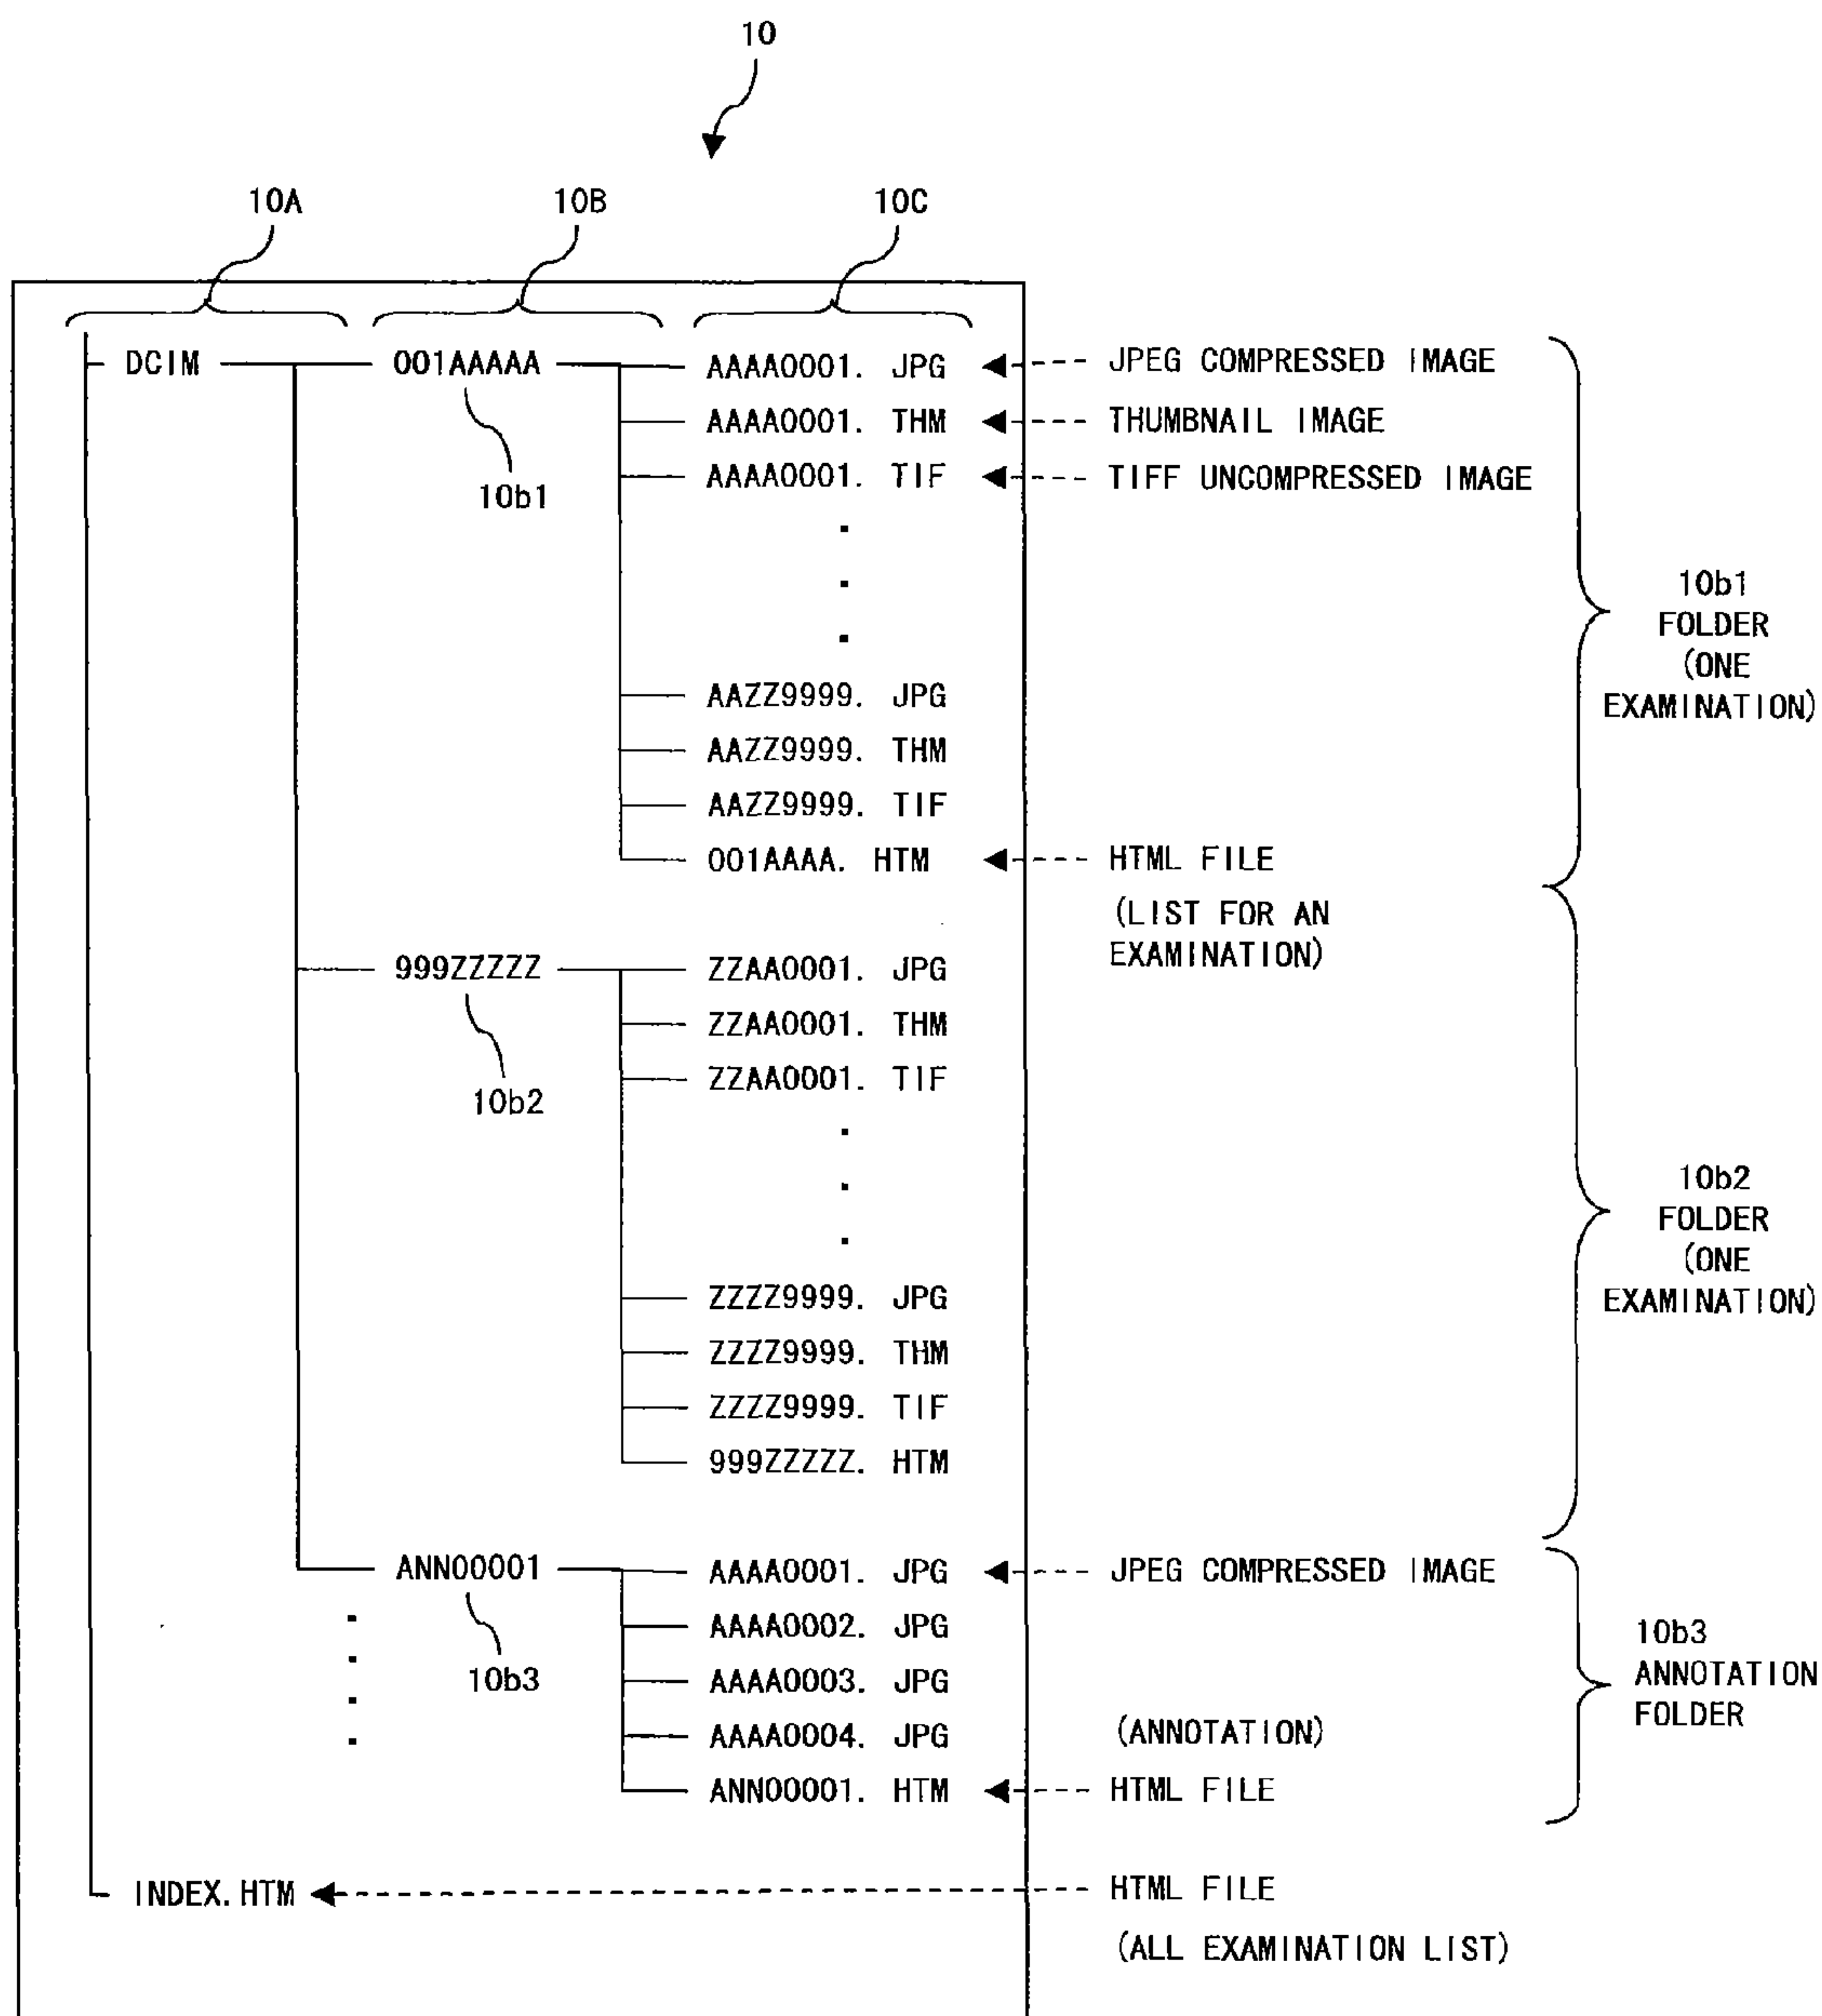 10
10A 10B 10C
DCIM 001AAAAA AAAA0001. JPG JPEG COMPRESSED IMAGE
AAAA0001. THM THUMBNAIL IMAGE
10b1 AAAA0001. TIF TIFF UNCOMPRESSED IMAGE
10b1
FOLDER
(ONE
EXAMINATION)
AAZZ9999. JPG
AAZZ9999. THM
AAZZ9999. TIF
001AAAA. HTM HTML FILE
(LIST FOR AN
EXAMINATION)
999ZZZZZ ZZAA0001. JPG
ZZAA0001. THM
10b2 ZZAA0001. TIF
10b2
FOLDER
(ONE
EXAMINATION)
ZZZZ9999. JPG
ZZZZ9999. THM
ZZZZ9999. TIF
999ZZZZZ. HTM
ANN00001 AAAA0001. JPG JPEG COMPRESSED IMAGE
AAAA0002. JPG
10b3 AAAA0003. JPG
10b3
ANNOTATION
FOLDER
AAAA0004. JPG (ANNOTATION)
ANN00001. HTM HTML FILE
INDEX.HTM HTML FILE
(ALL EXAMINATION LIST)